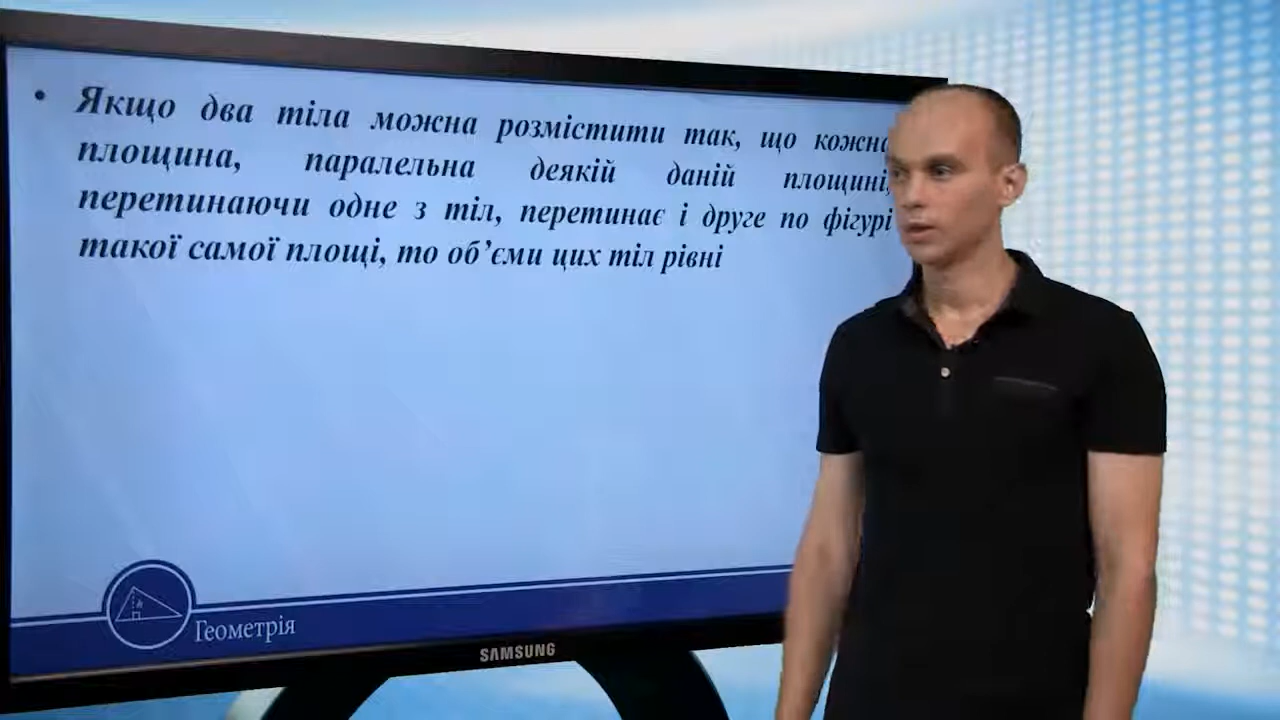 • Якщо два тіла можна розмістити так, що кожна
площина, паралельна деякій даній площині,
перетинаючи одне з тіл, перетинає і друге по фігурі
такої самої площі, то об’єми цих тіл рівні
Геометрія
SAMSUNG